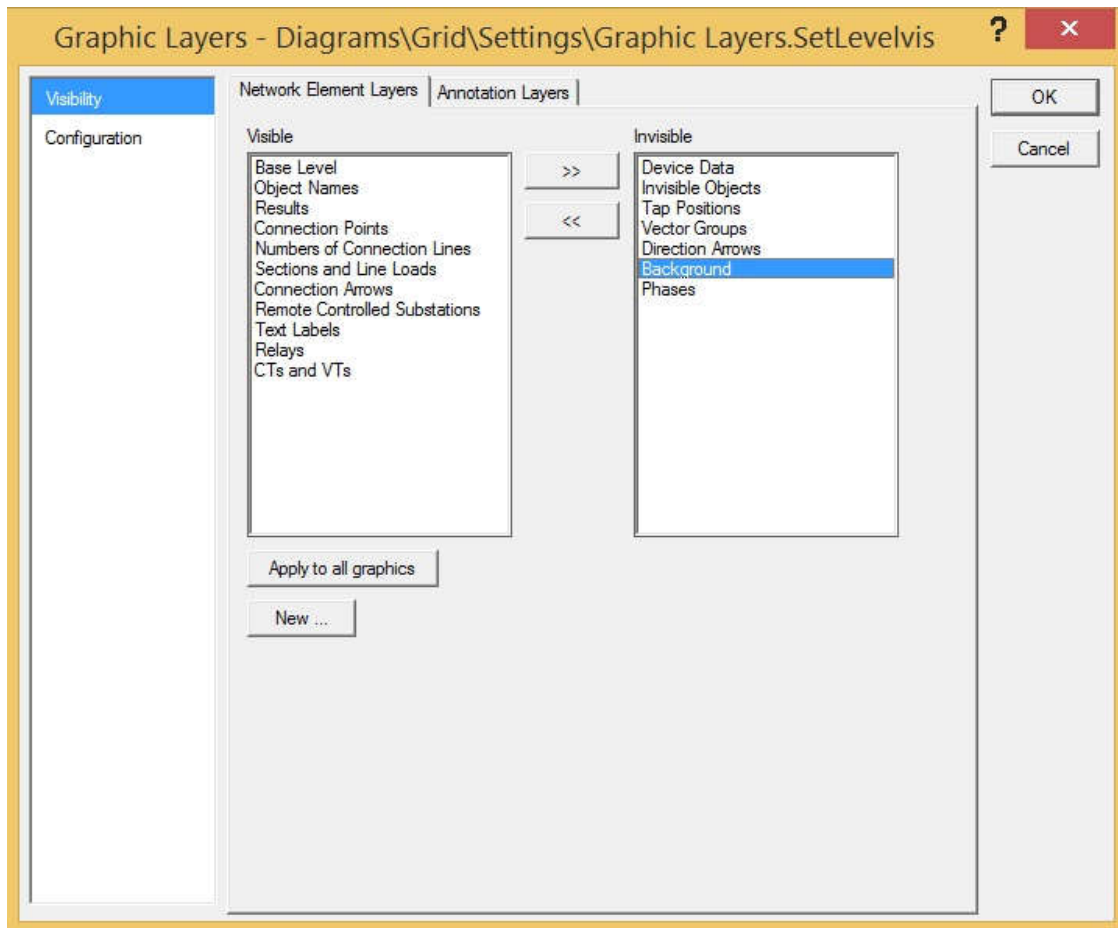 Graphic Layers - Diagrams\Grid\Settings\Graphic Layers.SetLevelvis
?
×
Visibility
Configuration
Network Element Layers
Annotation Layers
OK
Cancel
Visible
Base Level
Object Names
Results
Connection Points
Numbers of Connection Lines
Sections and Line Loads
Connection Arrows
Remote Controlled Substations
Text Labels
Relays
CTs and VTs
>>
<<
Invisible
Device Data
Invisible Objects
Tap Positions
Vector Groups
Direction Arrows
Background
Phases
Apply to all graphics
New ...